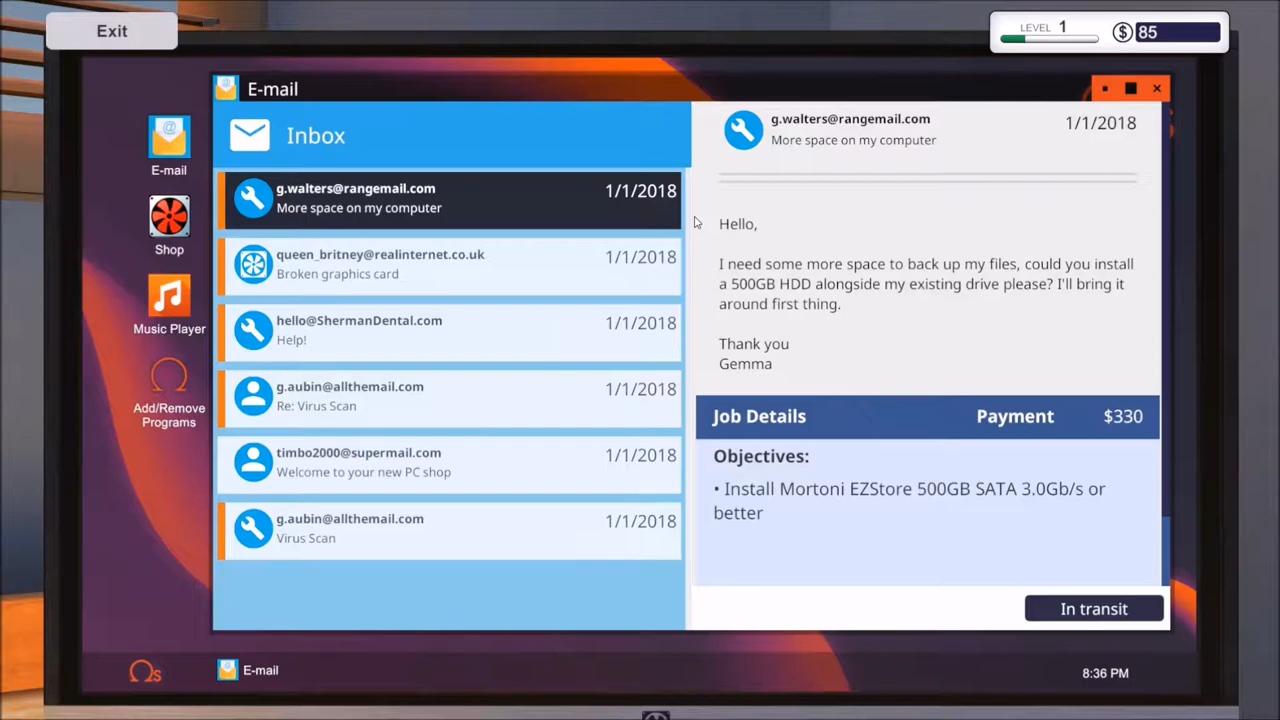 Exit
LEVEL 1
$ 85
E-mail
E-mail
Shop
Music Player
Add/Remove
Programs
Inbox
g.walters@rangemail.com 1/1/2018
More space on my computer
queen_britney@realinternet.co.uk 1/1/2018
Broken graphics card
hello@ShermanDental.com 1/1/2018
Help!
g.aubin@allthemail.com 1/1/2018
Re: Virus Scan
timbo2000@supermail.com 1/1/2018
Welcome to your new PC shop
g.aubin@allthemail.com 1/1/2018
Virus Scan
g.walters@rangemail.com 1/1/2018
More space on my computer
Hello,
I need some more space to back up my files, could you install
a 500GB HDD alongside my existing drive please? I'll bring it
around first thing.
Thank you
Gemma
Job Details Payment $330
Objectives:
• Install Mortoni EZStore 500GB SATA 3.0Gb/s or
better
In transit
Ωs
E-mail
8:36 PM